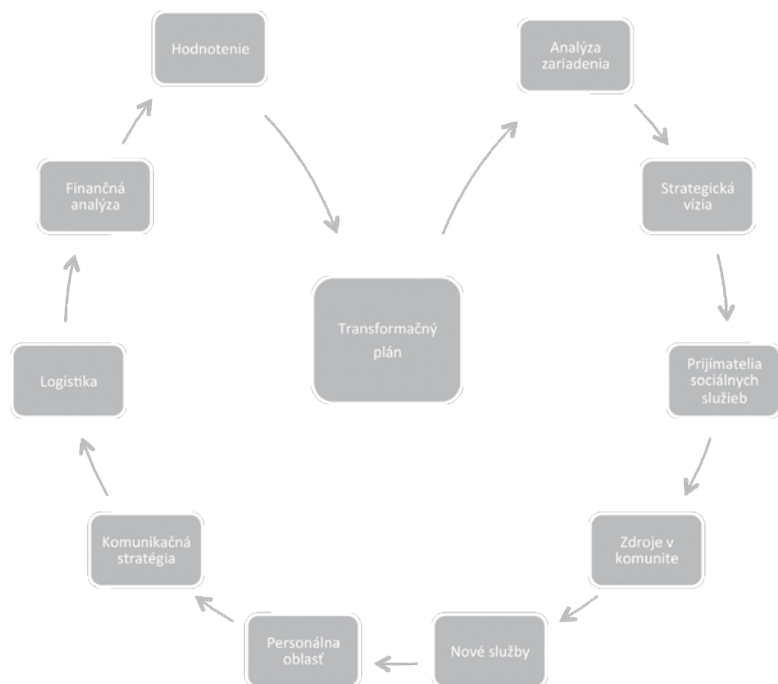 Hodnotenie
Analýza
zariadenia
Finančná
analýza
Strategická
vízia
Transformačný
plán
Logistika
Prijímatelia
sociálnych
služieb
Komunikačná
stratégia
Zdroje v
komunite
Personálna
oblasť
Nové služby